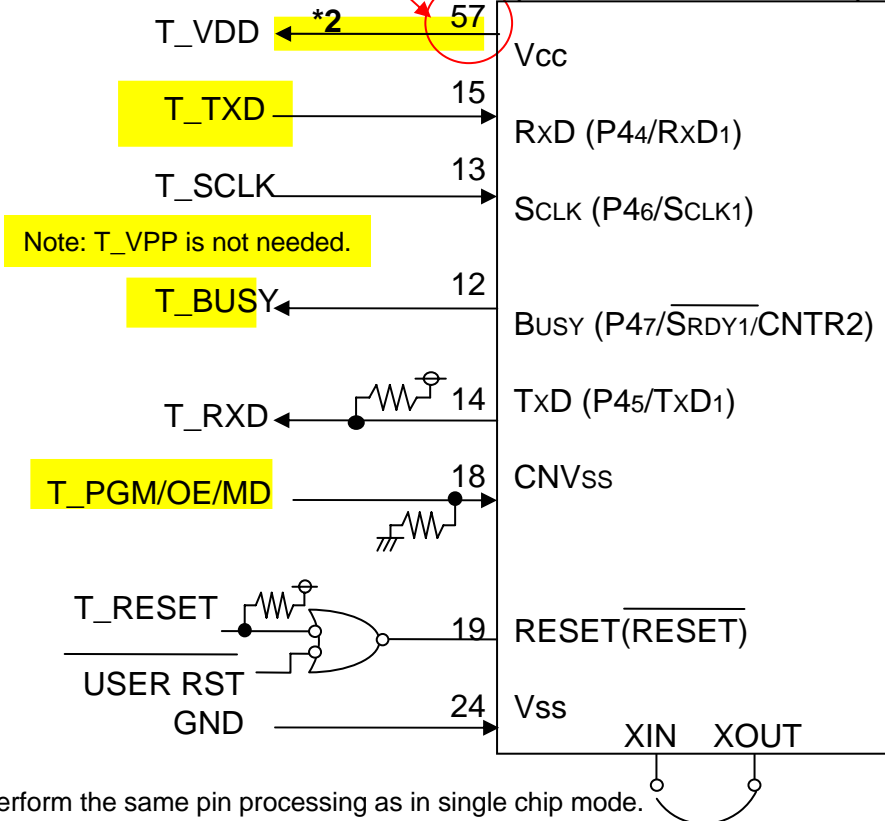 T_VDD *2 57
Vcc
T_TXD 15
RXD (P44/RXD1)
T_SCLK 13
SCLK (P46/SCLK1)
Note: T_VPP is not needed.
T_BUSY 12
BUSY (P47/SRDY1/CNTR2)
T_RXD 14 TXD (P45/TXD1)
T_PGM/OE/MD 18 CNVSS
T_RESET 19 RESET(RESET)
USER RST
GND 24 Vss
XIN XOUT
erform the same pin processing as in single chip mode.